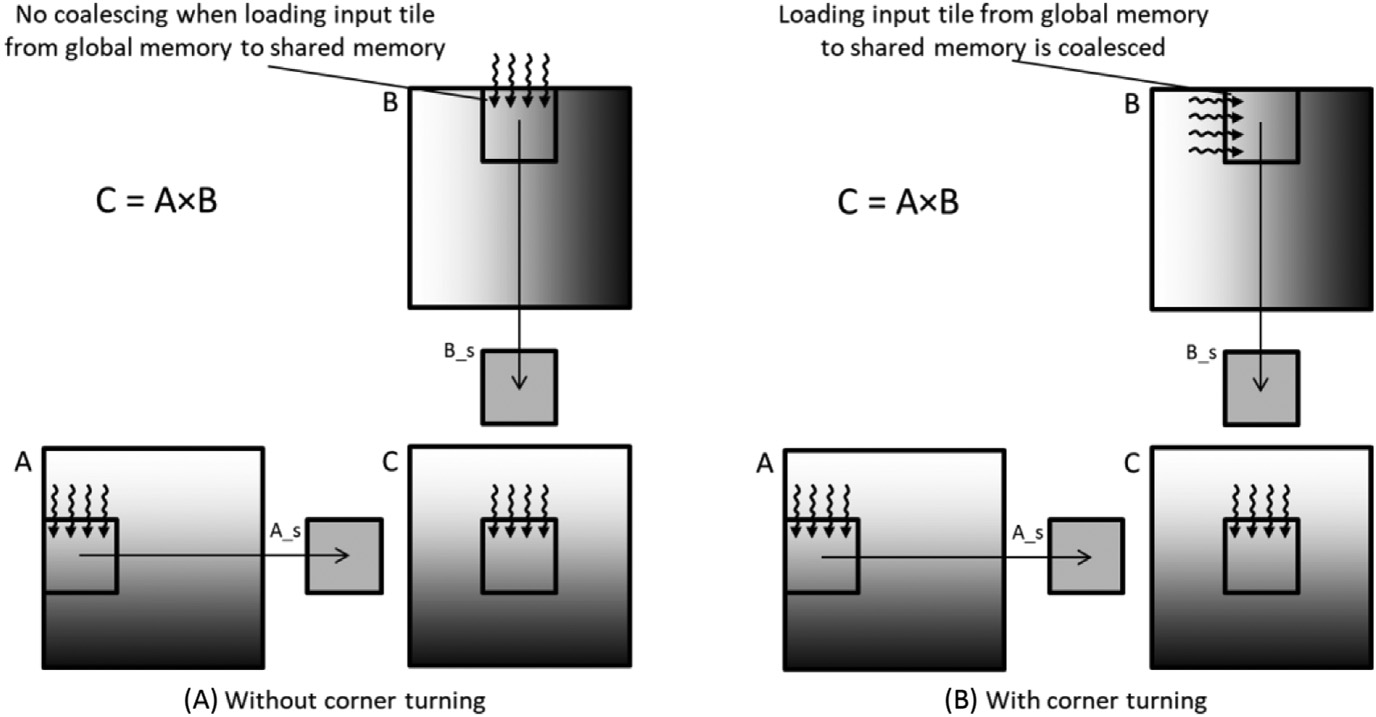 No coalescing when loading input tile
from global memory to shared memory
B
C = A×B
B_s
A
A_s
C
(A) Without corner turning
Loading input tile from global memory
to shared memory is coalesced
B
C = A×B
B_s
A
A_s
C
(B) With corner turning